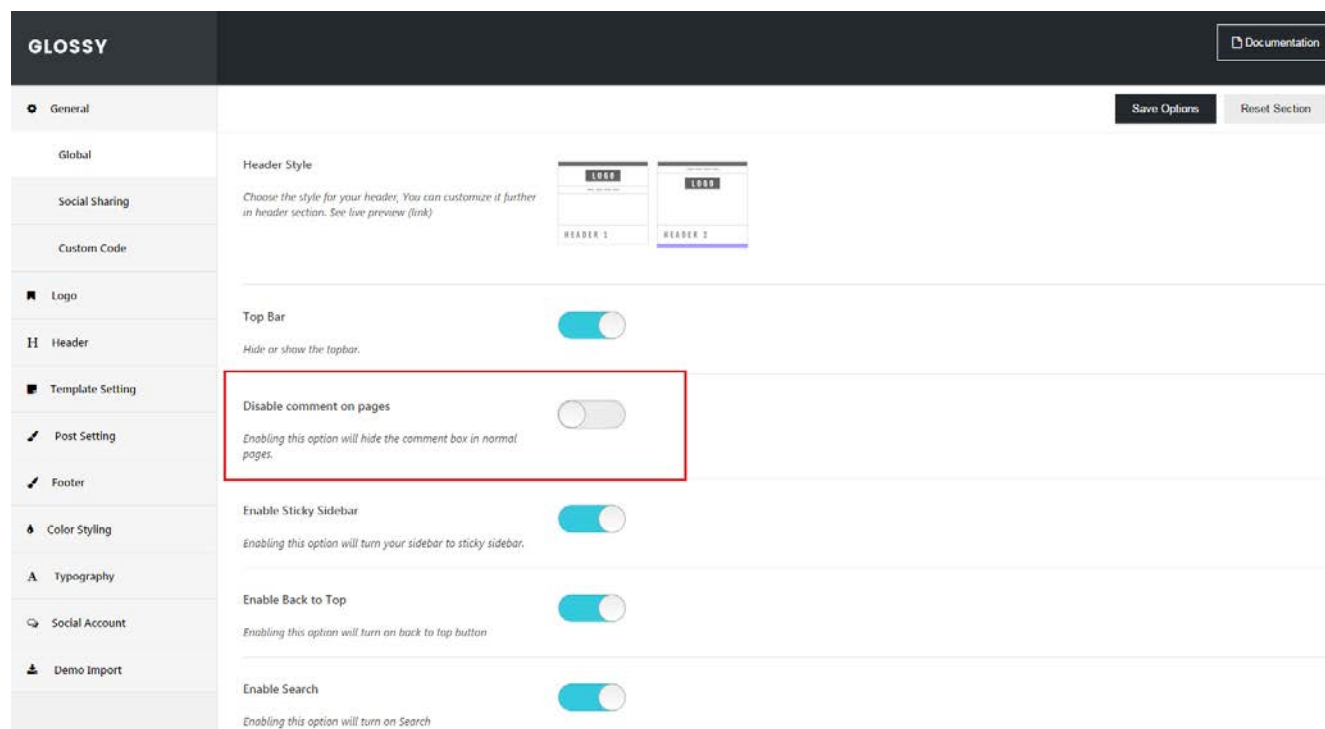 GLOSSY
Documentation
General
Global
Social Sharing
Custom Code
Logo
H Header
Template Setting
Post Setting
Footer
Color Styling
A Typography
Social Account
Demo Import
Save Options
Reset Section
Header Style
Choose the style for your header, You can customize it further
in header section. See live preview (link)
LOGO
HEADER 1
LOGO
HEADER 2
Top Bar
Hide or show the topbar.
Disable comment on pages
Enabling this option will hide the comment box in normal
pages.
Enable Sticky Sidebar
Enabling this option will turn your sidebar to sticky sidebar.
Enable Back to Top
Enabling this option will turn on back to top button
Enable Search
Enabling this option will turn on Search